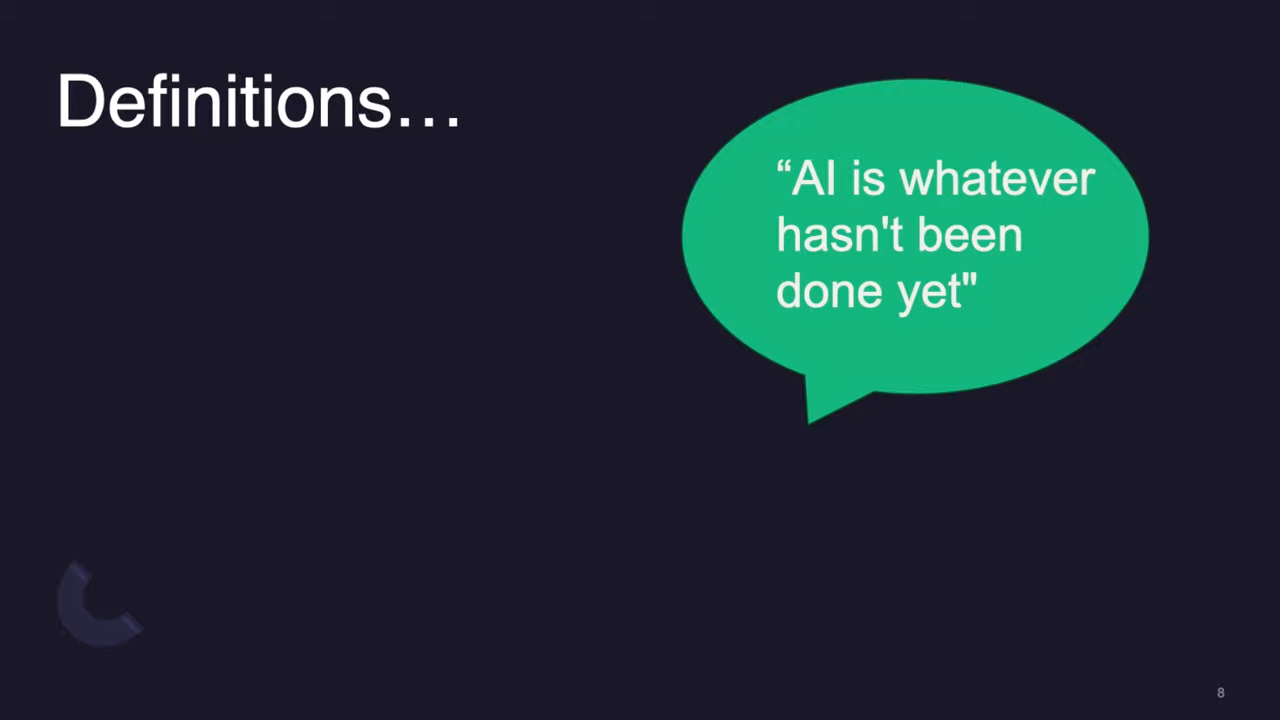 Definitions…
“AI is whatever
hasn't been
done yet"
8